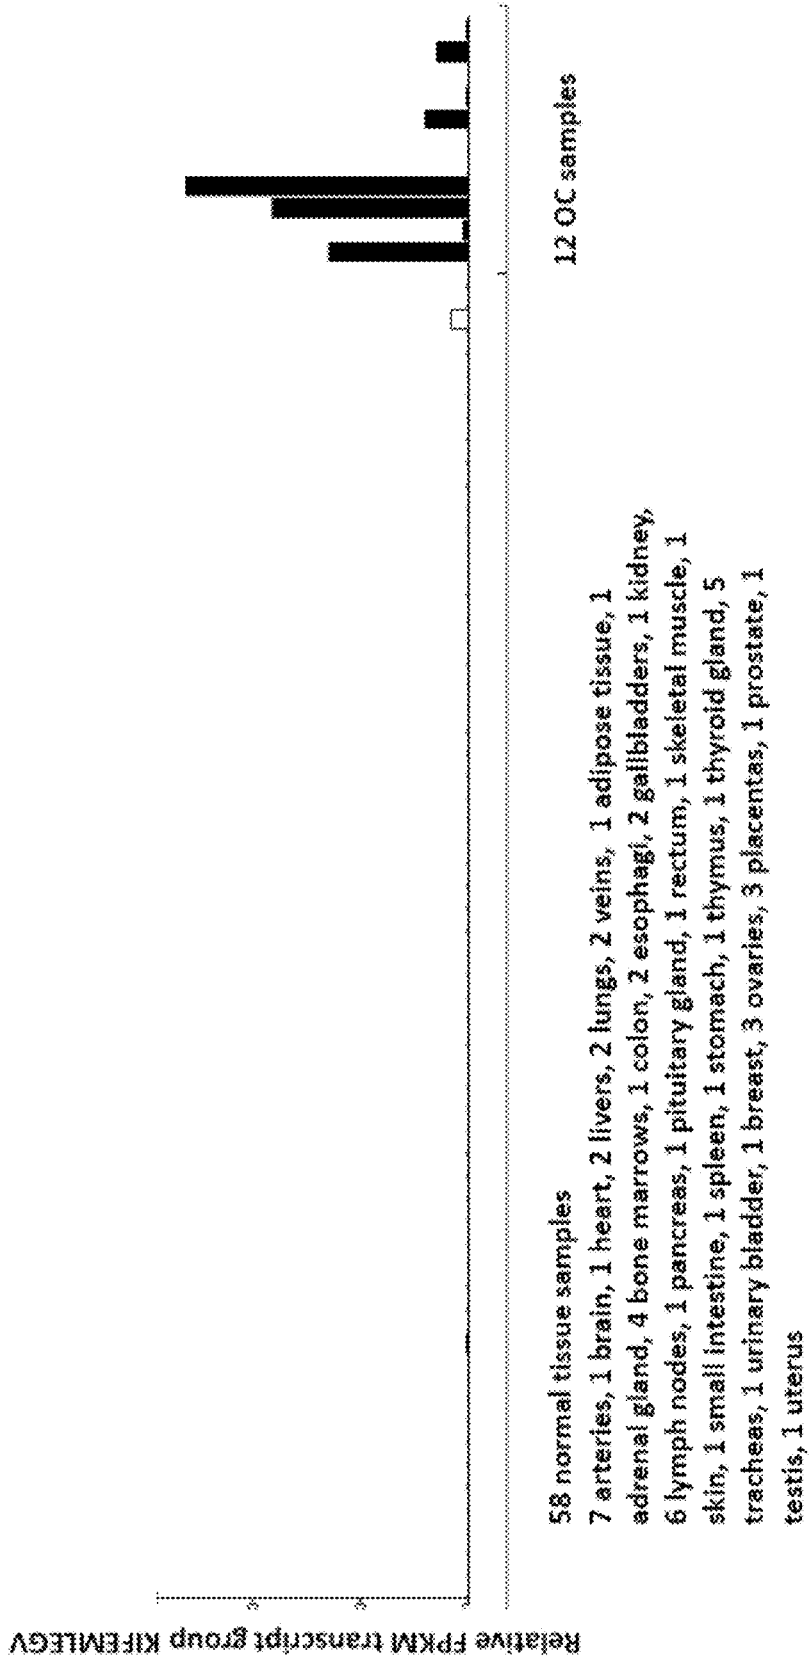 Relative FPKM transcript group KIFEMLEGV
58 normal tissue samples
7 arteries, 1 brain, 1 heart, 2 livers, 2 lungs, 2 veins, 1 adipose tissue, 1
adrenal gland, 4 bone marrows, 1 colon, 2 esophagi, 2 gallbladders, 1 kidney,
6 lymph nodes, 1 pancreas, 1 pituitary gland, 1 rectum, 1 skeletal muscle, 1
skin, 1 small intestine, 1 spleen, 1 stomach, 1 thymus, 1 thyroid gland, 5
tracheas, 1 urinary bladder, 1 breast, 3 ovaries, 3 placentas, 1 prostate, 1
testis, 1 uterus
12 OC samples